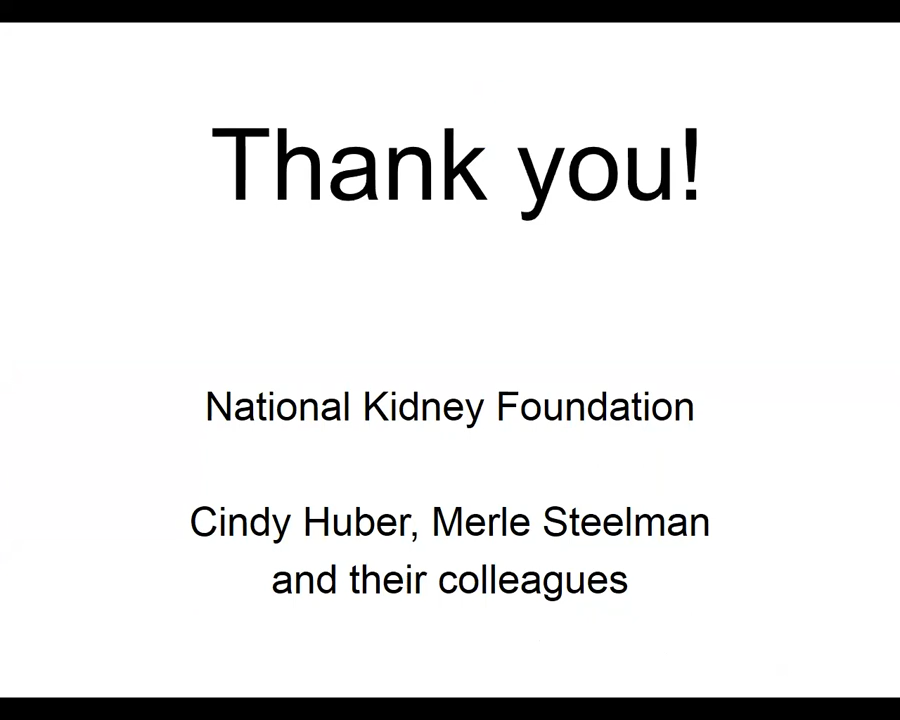 Thank you!
National Kidney Foundation
Cindy Huber, Merle Steelman
and their colleagues